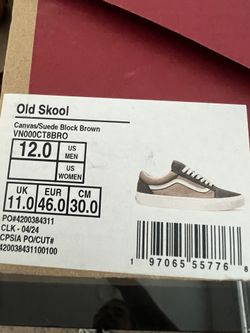 Old Skool
Canvas/Suede Block Brown
VN000CT8BRO
12.0 US MEN
US WOMEN
UK EUR CM
11.0 46.0 30.0
PO#4200384311
CLK - 04/24
CPSIA PO/CUT#
420038431100100
1 97065 55776 8